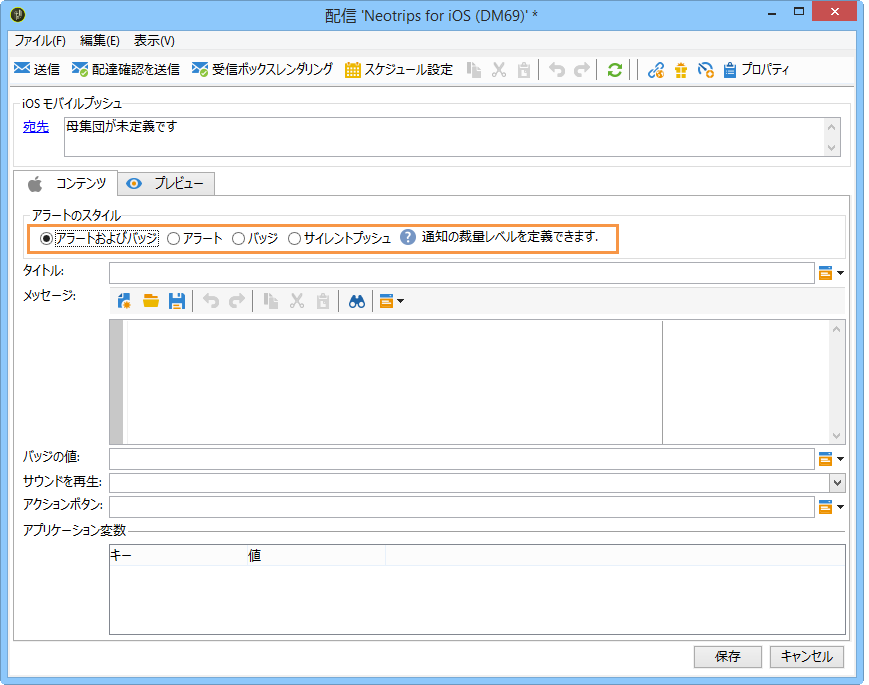 配信 'Neotrips for iOS (DM69)' *
ファイル(F) 編集(E) 表示(V)
送信 配達確認を送信 受信ボックスレンダリング スケジュール設定 プロパティ
iOS モバイルプッシュ
宛先 母集団が未定義です
コンテンツ プレビュー
アラートのスタイル
アラートおよびバッジ アラート バッジ サイレントプッシュ ? 通知の裁量レベルを定義できます.
タイトル:
メッセージ:
バッジの値:
サウンドを再生:
アクションボタン:
アプリケーション変数
キー 値
保存 キャンセル